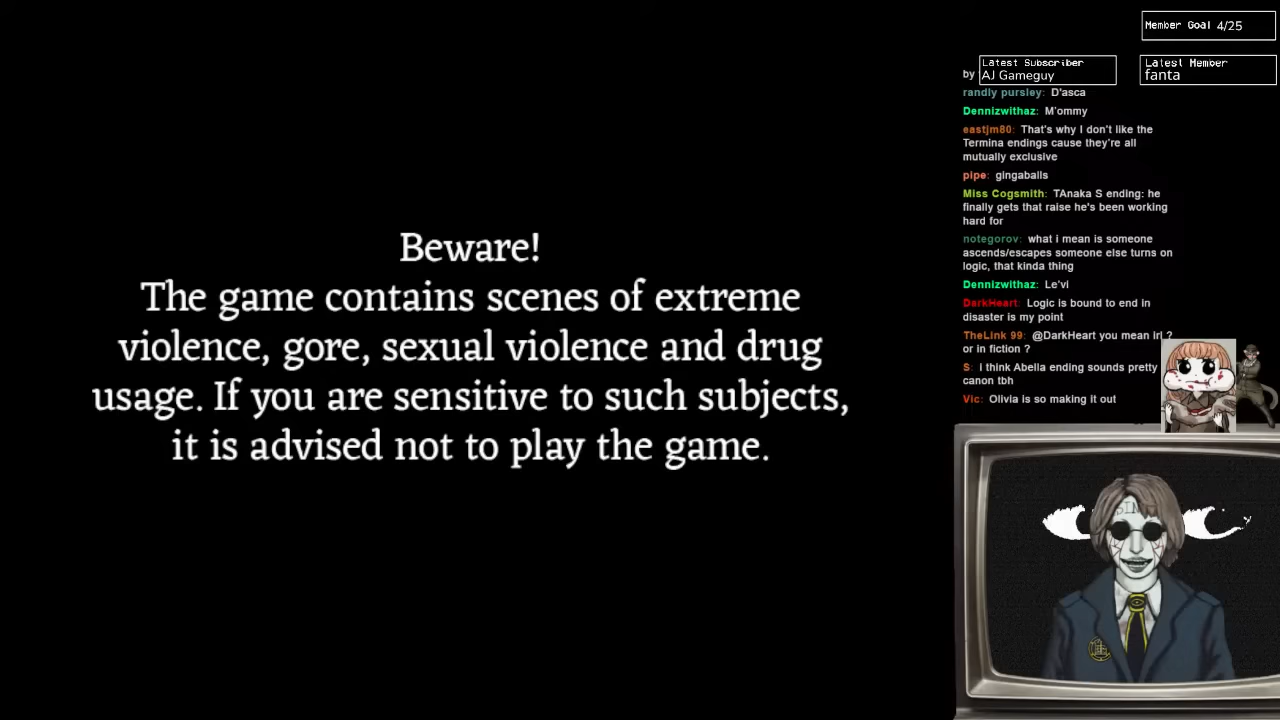 Member Goal 4/25
Latest Subscriber
AJ Gameguy
Latest Member
fanta
by
randly pursley: D'asca
Dennizwithaz: M'ommy
eastjm80: That's why I don't like the
Termina endings cause they're all
mutually exclusive
pipe: gingaballs
Miss Cogsmith: TAnaka S ending: he
finally gets that raise he's been working
hard for
notegorov: what i mean is someone
ascends/escapes someone else turns on
logic, that kinda thing
Dennizwithaz: Le'vi
DarkHeart: Logic is bound to end in
disaster is my point
TheLink 99: @DarkHeart you mean irl ?
or in fiction ?
S: i think Abella ending sounds pretty
canon tbh
Vic: Olivia is so making it out
Beware!
The game contains scenes of extreme
violence, gore, sexual violence and drug
usage. If you are sensitive to such subjects,
it is advised not to play the game.